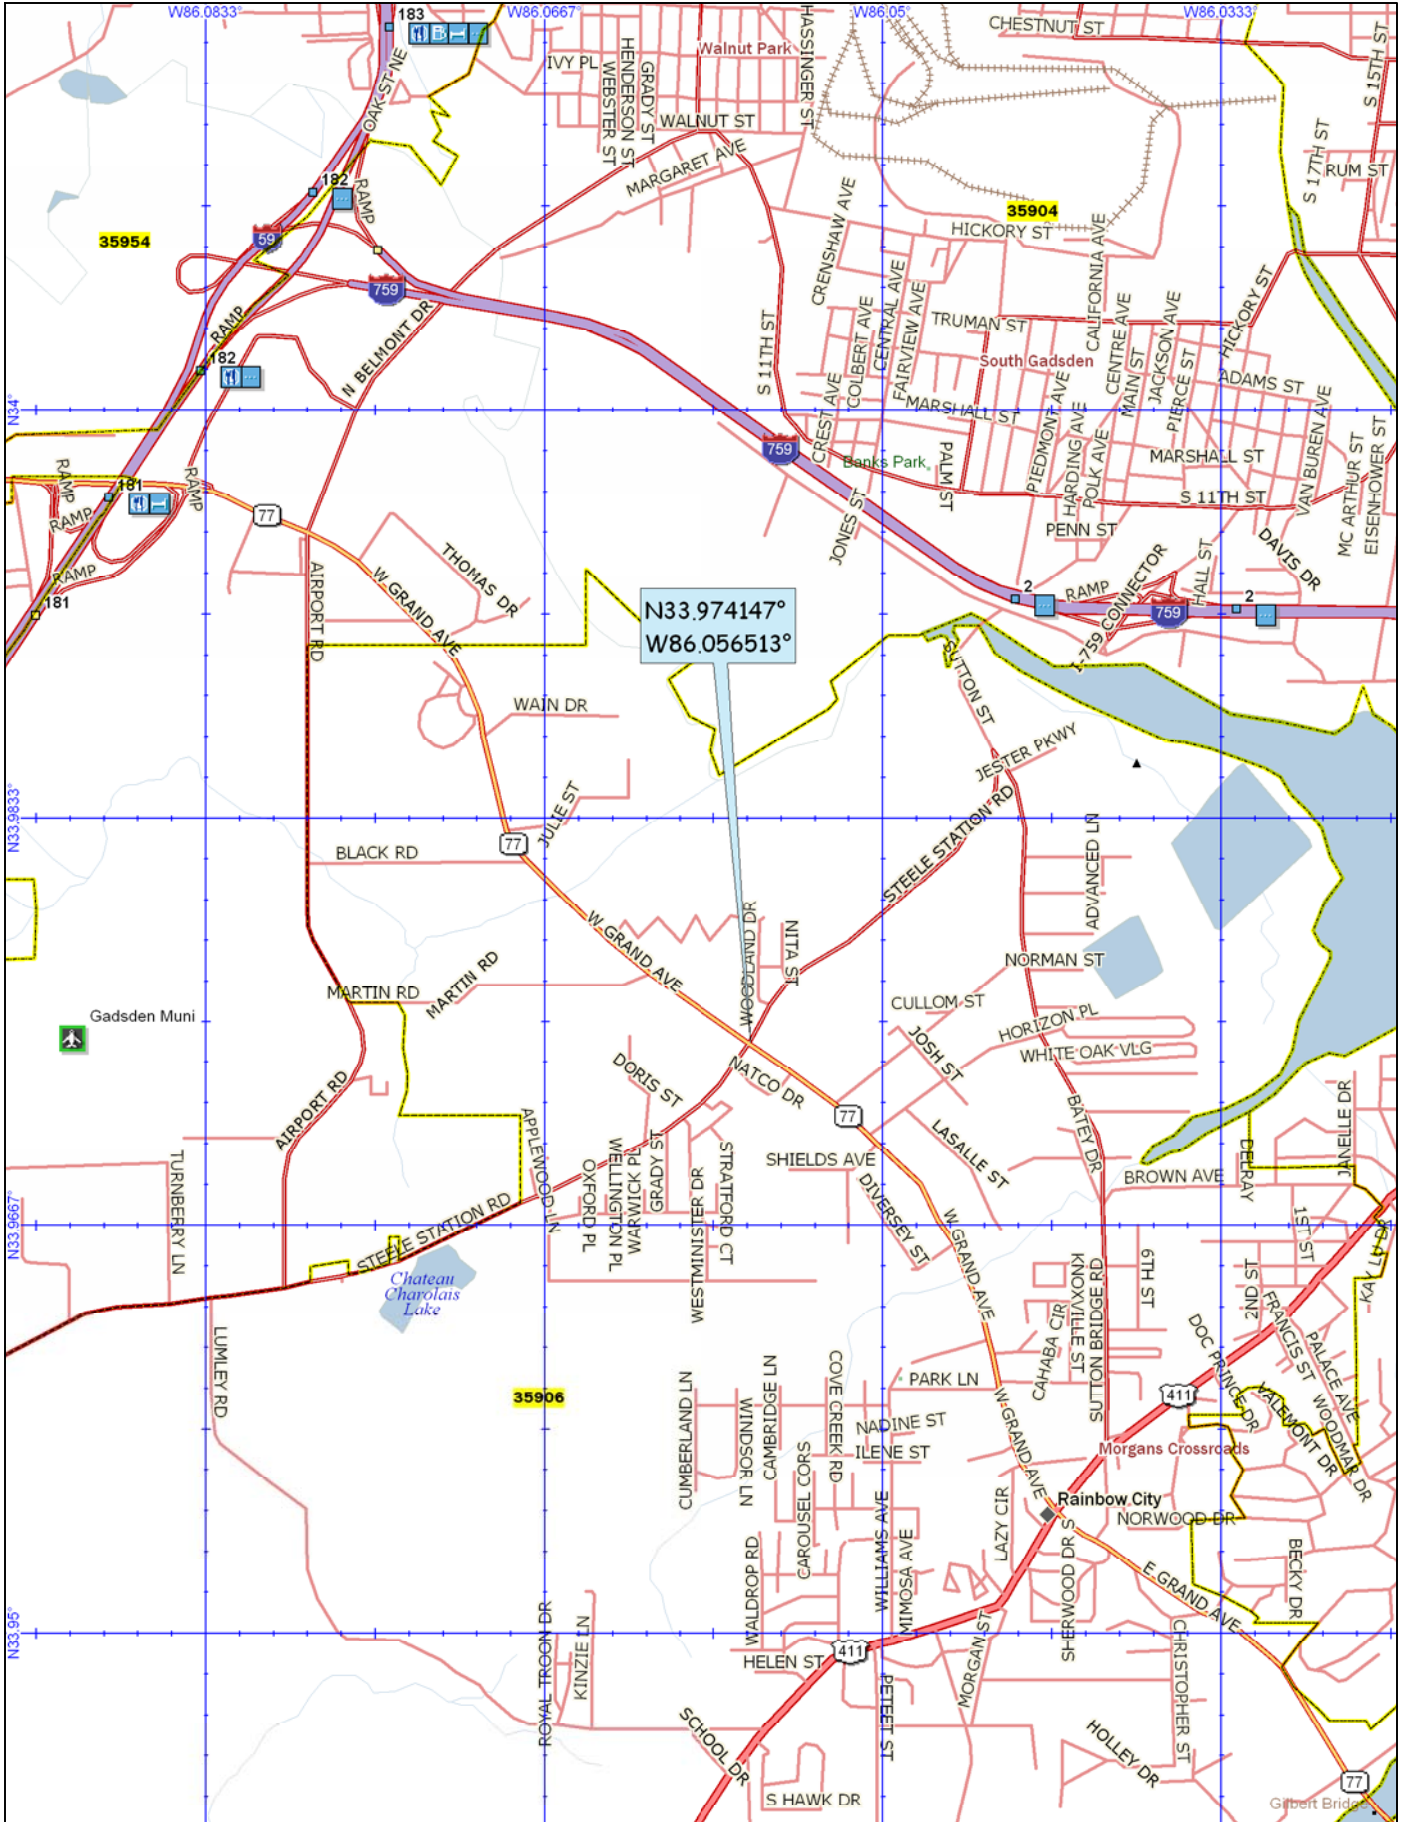 W86.0833°
W86.0667°
W86.05°
W86.0333°
183
CHESTNUT ST
Walnut Park
HASSINGER ST
OAK ST NE
IVY PL
WEBSTER ST
HENDERSON ST
GRADY ST
S 15TH ST
WALNUT ST
MARGARET AVE
S 17TH ST
RUM ST
182
RAMP
35954
59
35904
HICKORY ST
CRENSHAW AVE
CALIFORNIA AVE
759
RAMP
N BELMONT DR
S 11TH ST
COLBERT AVE
CENTRAL AVE
FAIRVIEW AVE
TRUMAN ST
HICKORY ST
South Gadsden
CENTRE AVE
MAIN ST
JACKSON AVE
PIERCE ST
182
ADAMS ST
N34°
CREST AVE
MARSHALL ST
PIEDMONT AVE
HARDING AVE
POLK AVE
VAN BUREN AVE
759
Banks Park
PALM ST
MARSHALL ST
MC ARTHUR ST
EISENHOWER ST
RAMP
181
RAMP
RAMP
77
S 11TH ST
JONES ST
PENN ST
THOMAS DR
W GRAND AVE
AIRPORT RD
RAMP
181
I-759 CONNECTOR
HALL ST
DAVIS DR
2
RAMP
759
2
N33.974147°
W86.056513°
SUTTON ST
WAIN DR
JESTER PKWY
JULIE ST
N33.9833°
77
BLACK RD
STEELE STATION RD
ADVANCED LN
W GRAND AVE
WOODLAND DR
NITA ST
NORMAN ST
MARTIN RD
MARTIN RD
CULLOM ST
HORIZON PL
Gadsden Muni
JOSH ST
WHITE OAK VLG
DORIS ST
NATCO DR
AIRPORT RD
77
BATEY DR
JANELLE DR
APPLEWOOD LN
LASALLE ST
TURNBERRY LN
OXFORD PL
WELLINGTON PL
WARWICK PL
GRADY ST
WESTMINISTER DR
STRATFORD CT
SHIELDS AVE
DIVERSEY ST
BROWN AVE
DELRAY
N33.9667°
STEELE STATION RD
W GRAND AVE
1ST ST
KAY LU DR
Chateau
Charolais
Lake
KNOXVILLE ST
SUTTON BRIDGE RD
6TH ST
2ND ST
FRANCIS ST
LUMLEY RD
CAHABA CIR
DOC PRINCE DR
PALACE AVE
WOODMAR DR
35906
CUMBERLAND LN
WINDSOR LN
CAMBRIDGE LN
COVE CREEK RD
PARK LN
411
VALEMONT DR
NADINE ST
W GRAND AVE
ILENE ST
CAROUSEL CORS
Morgans Crossroads
WALDROP RD
WILLIAMS AVE
MIMOSA AVE
LAZY CIR
Rainbow City
NORWOOD DR
SHERWOOD DR S
BECKY DR
E GRAND AVE
N33.95°
ROYAL TROON DR
KINZIE LN
HELEN ST
411
MORGAN ST
CHRISTOPHER ST
PETEET ST
SCHOOL DR
HOLLEY DR
77
S HAWK DR
Gilbert Bridge